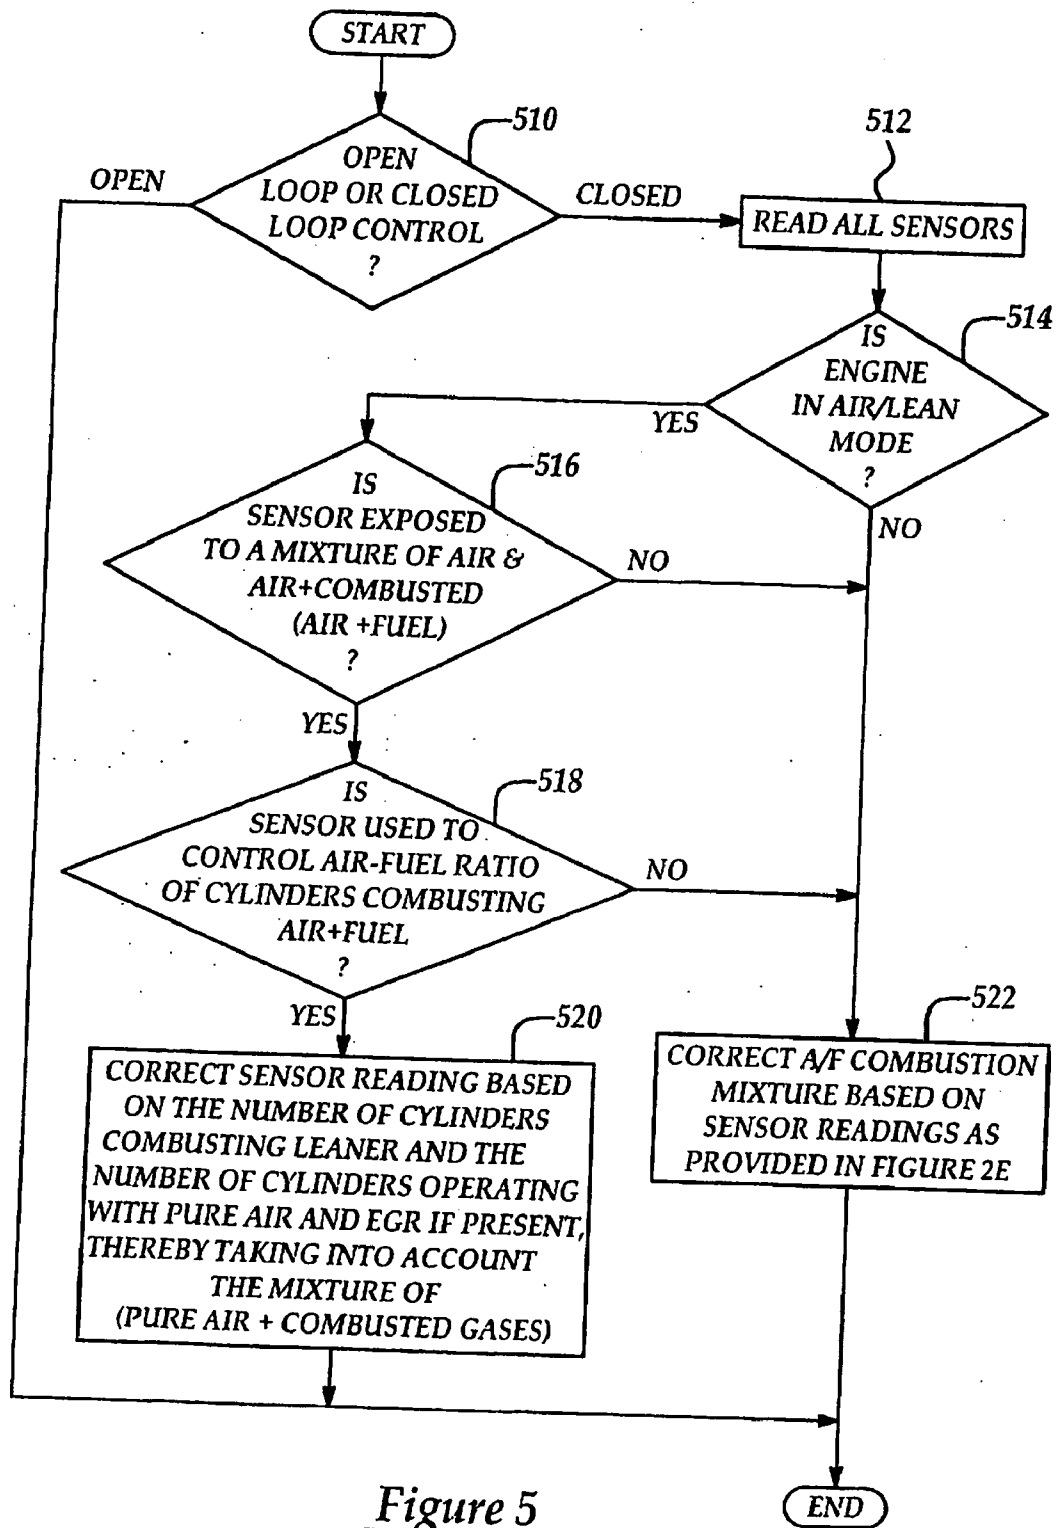 START
510
OPEN
LOOP OR CLOSED
LOOP CONTROL
?
OPEN
CLOSED
512
READ ALL SENSORS
514
IS
ENGINE
IN AIR/LEAN
MODE
?
YES
NO
516
IS
SENSOR EXPOSED
TO A MIXTURE OF AIR &
AIR+COMBUSTED
(AIR +FUEL)
?
NO
YES
518
IS
SENSOR USED TO
CONTROL AIR-FUEL RATIO
OF CYLINDERS COMBUSTING
AIR+FUEL
?
NO
YES
520
CORRECT SENSOR READING BASED
ON THE NUMBER OF CYLINDERS
COMBUSTING LEANER AND THE
NUMBER OF CYLINDERS OPERATING
WITH PURE AIR AND EGR IF PRESENT,
THEREBY TAKING INTO ACCOUNT
THE MIXTURE OF
(PURE AIR + COMBUSTED GASES)
522
CORRECT A/F COMBUSTION
MIXTURE BASED ON
SENSOR READINGS AS
PROVIDED IN FIGURE 2E
END
Figure 5